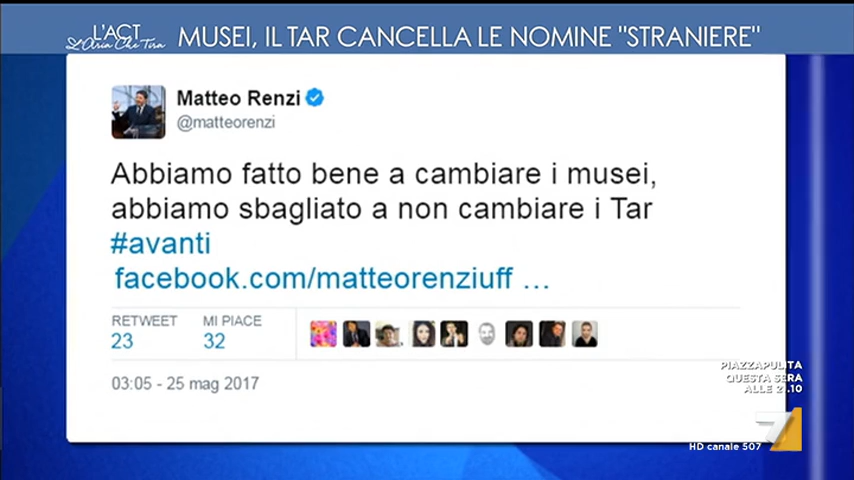 L'ACT
L'Aria Che Tira
MUSEI, IL TAR CANCELLA LE NOMINE "STRANIERE"
Matteo Renzi
@matteorenzi
Abbiamo fatto bene a cambiare i musei,
abbiamo sbagliato a non cambiare i Tar
#avanti
facebook.com/matteorenziuff ...
RETWEET MI PIACE
23 32
03:05 - 25 mag 2017
PIAZZAPULITA
QUESTA SERA
ALLE 21.10
7
HD canale 507